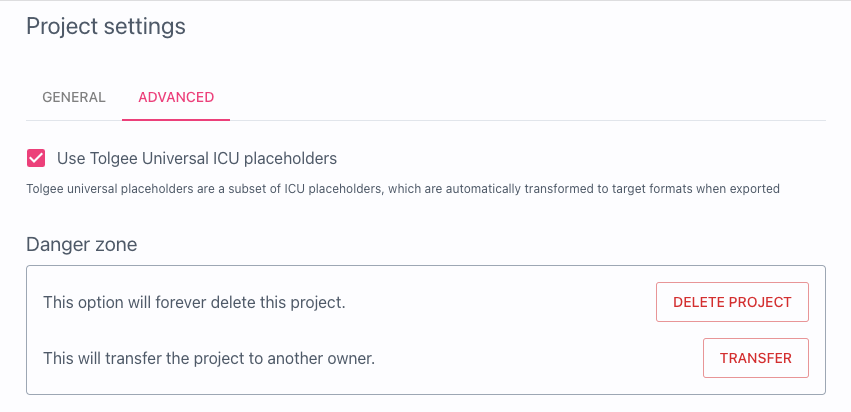 Project settings
GENERAL ADVANCED
Use Tolgee Universal ICU placeholders
Tolgee universal placeholders are a subset of ICU placeholders, which are automatically transformed to target formats when exported
Danger zone
This option will forever delete this project. DELETE PROJECT
This will transfer the project to another owner. TRANSFER